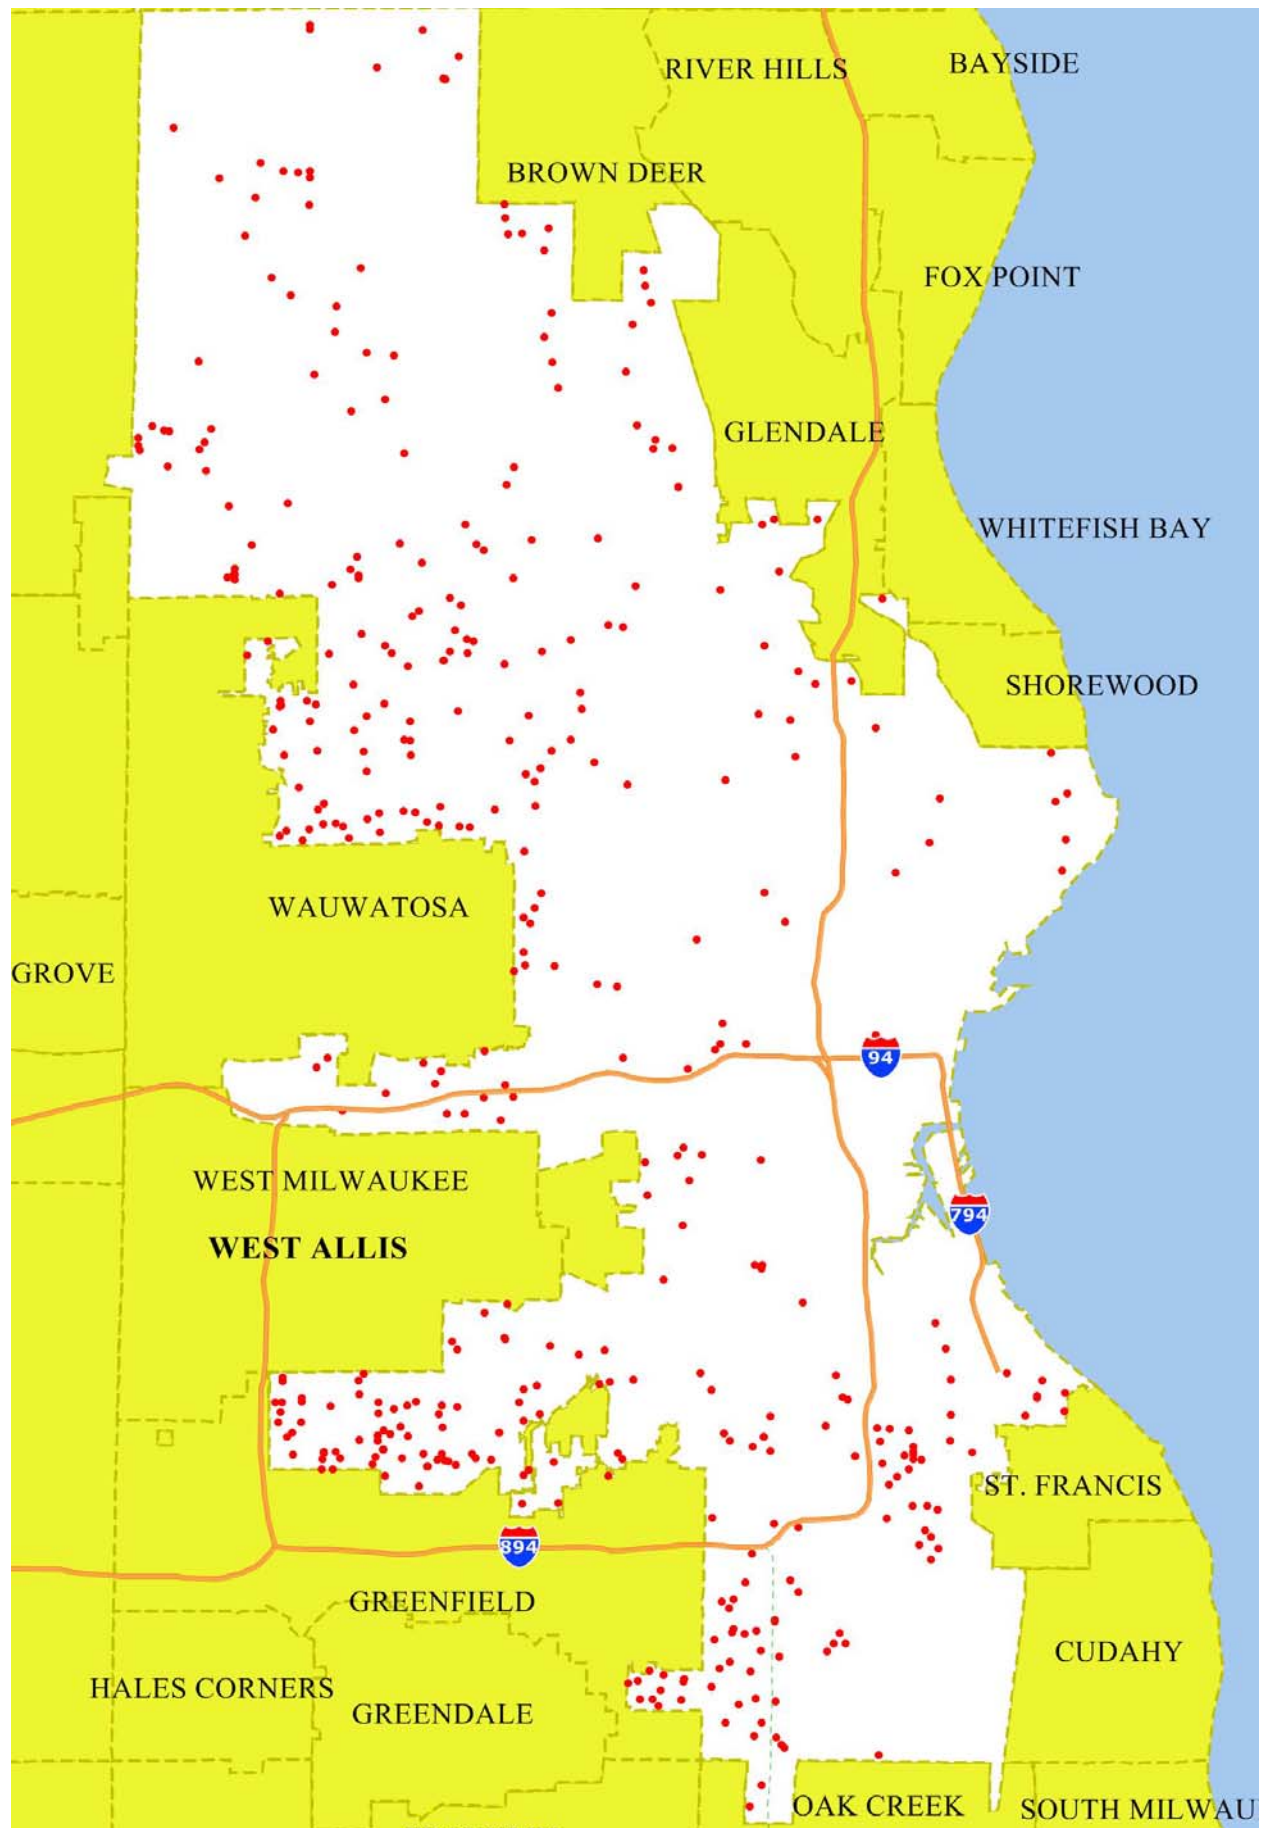 RIVER HILLS
BAYSIDE
BROWN DEER
FOX POINT
GLENDALE
WHITEFISH BAY
SHOREWOOD
WAUWATOSA
GROVE
94
WEST MILWAUKEE
794
WEST ALLIS
ST. FRANCIS
894
GREENFIELD
CUDAHY
HALES CORNERS
GREENDALE
OAK CREEK
SOUTH MILWAU